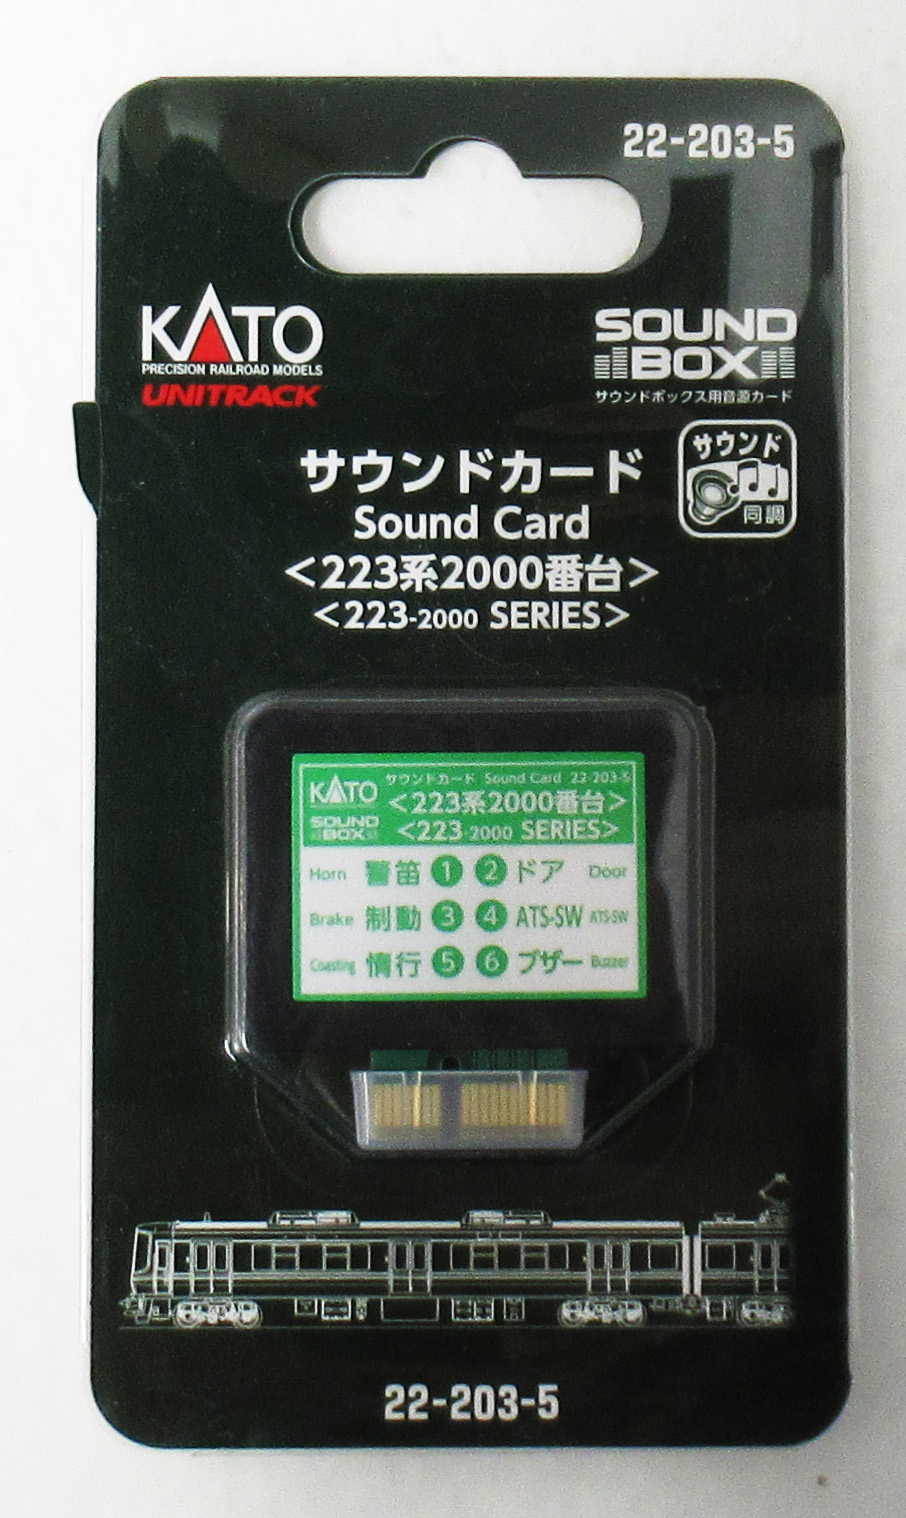 22-203-5
KATO
PRECISION RAILROAD MODELS
UNITRACK
SOUND
BOX
サウンドボックス用音源カード
サウンド
同調
サウンドカード
Sound Card
<223系2000番台>
<223-2000 SERIES>
KATO サウンドカード Sound Card 22-203-5
<223系2000番台>
SOUND BOX <223-2000 SERIES>
Horn 警笛 1 2 ドア Door
Brake 制動 3 4 ATS-SW ATS-SW
Coasting 惰行 5 6 ブザー Buzzer
22-203-5